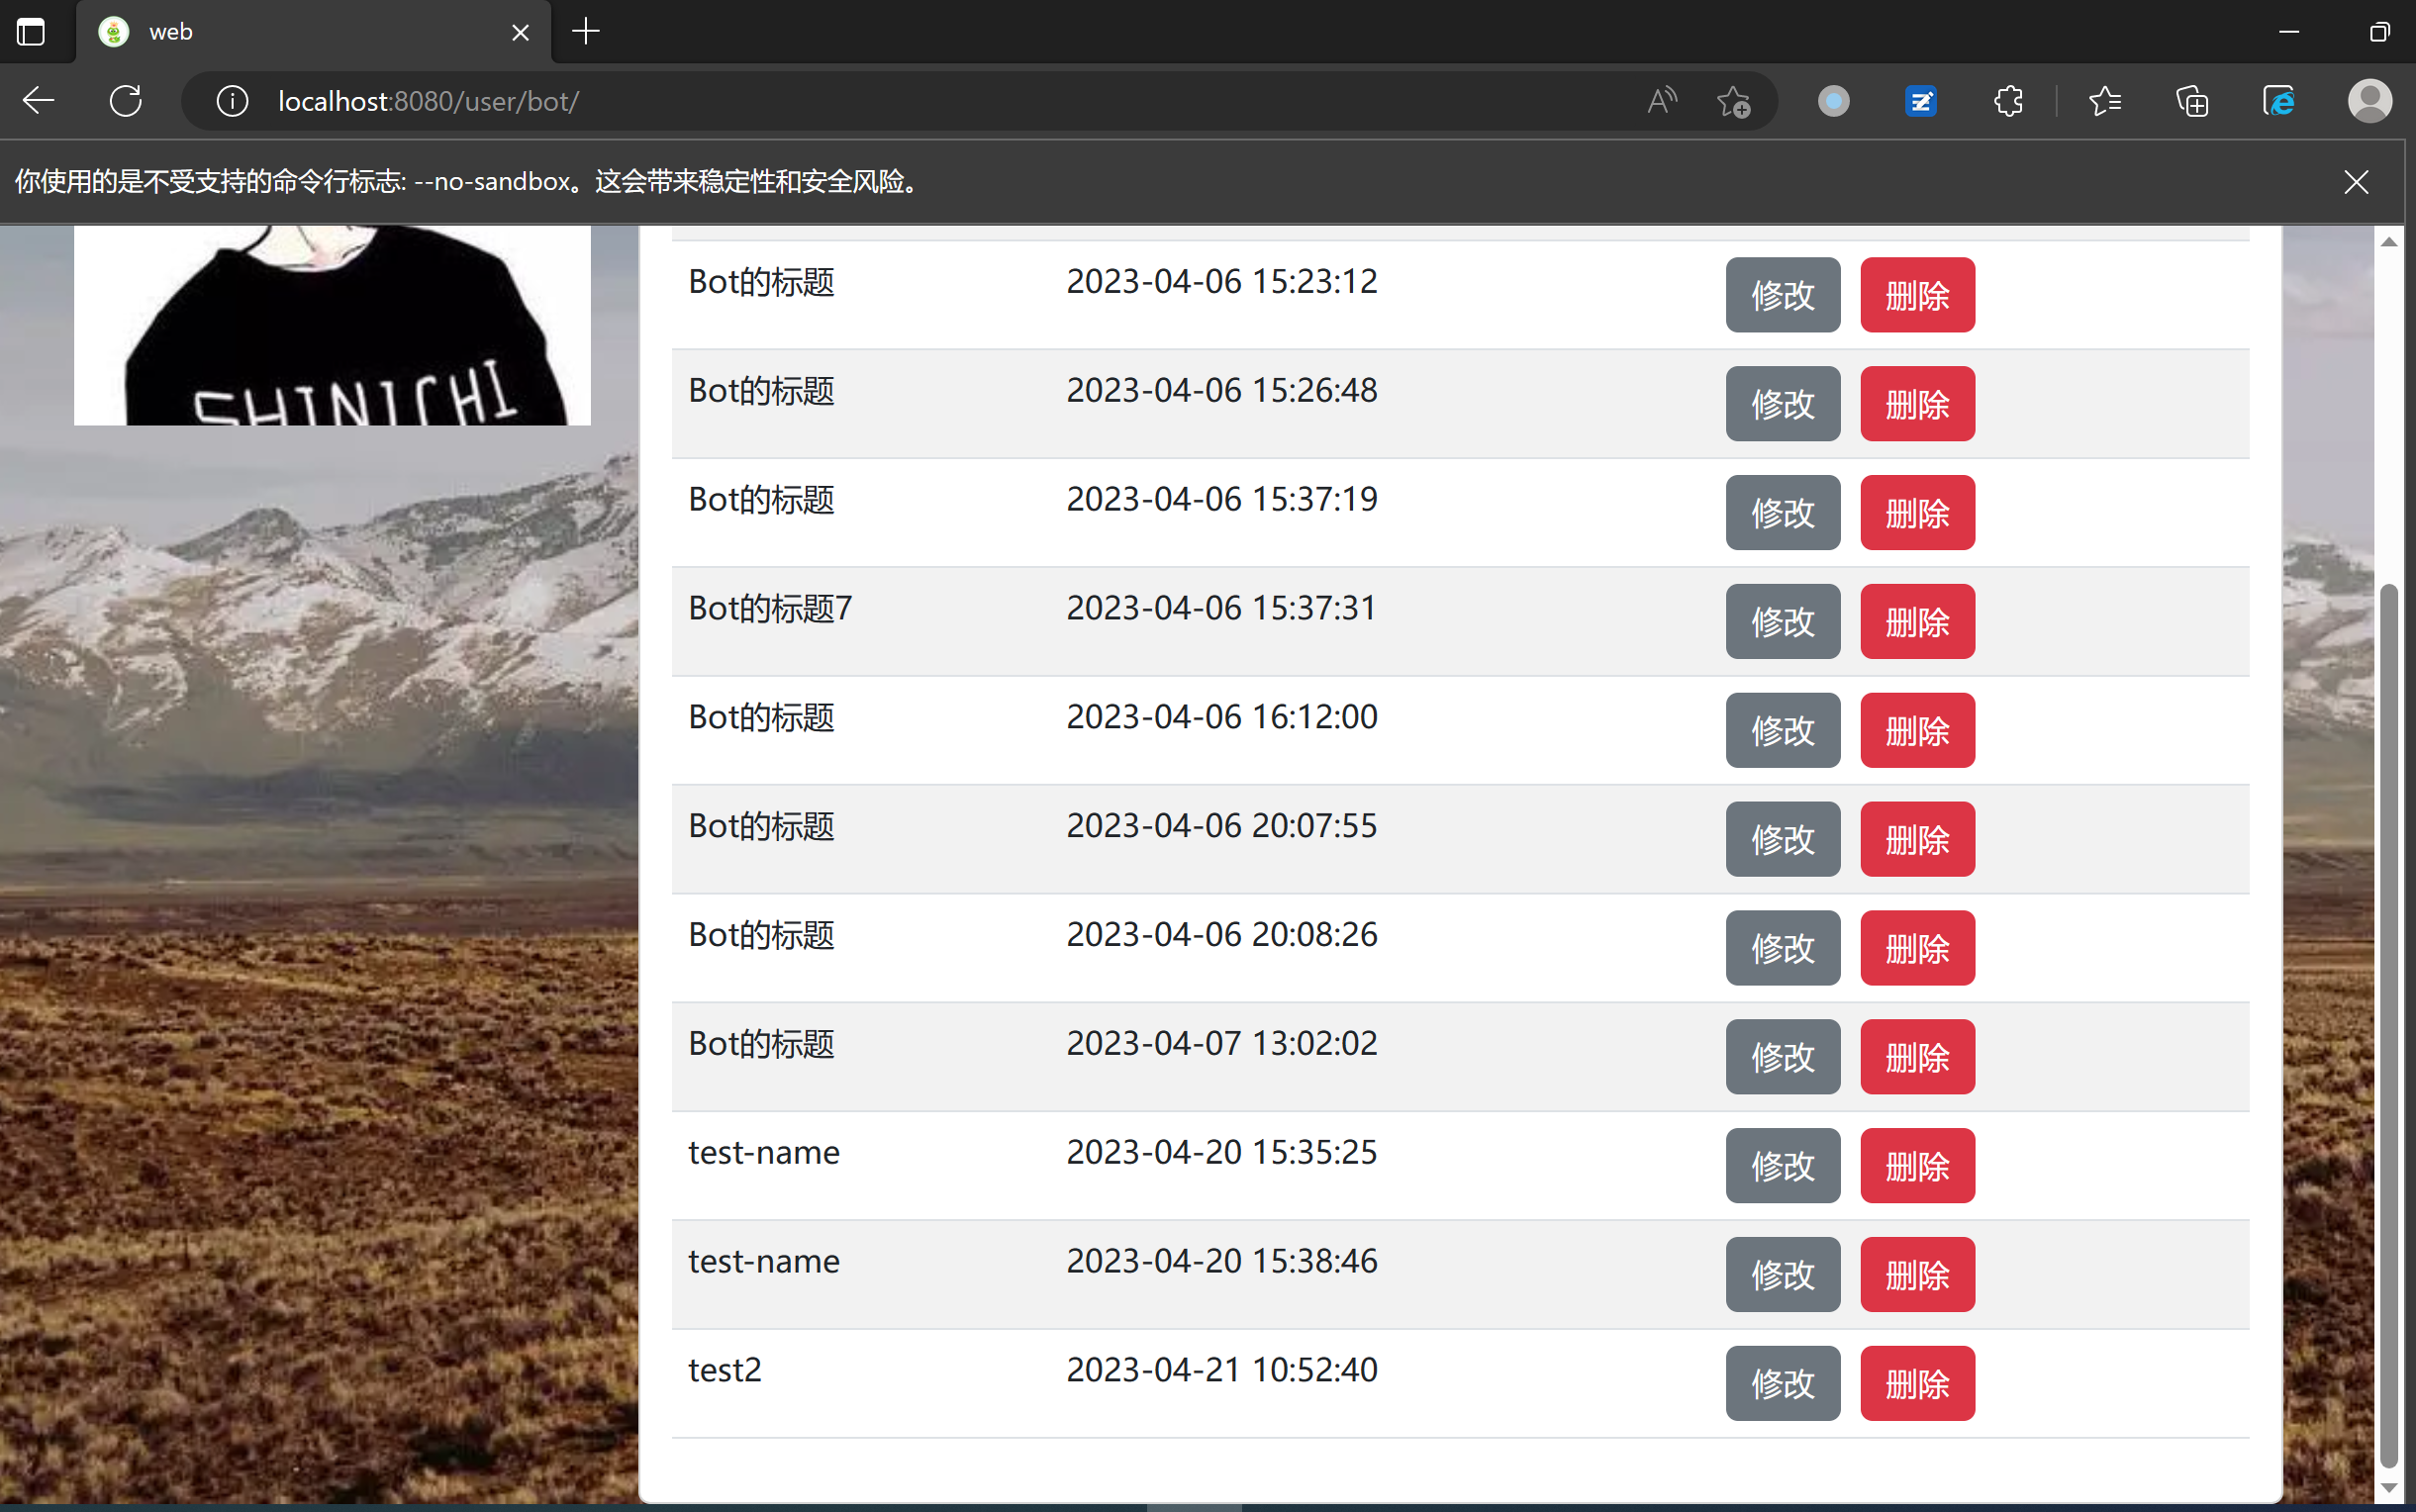 web
localhost:8080/user/bot/
你使用的是不受支持的命令行标志: --no-sandbox。这会带来稳定性和安全风险。
SHINICHI
Bot的标题 2023-04-06 15:23:12 修改 删除
Bot的标题 2023-04-06 15:26:48 修改 删除
Bot的标题 2023-04-06 15:37:19 修改 删除
Bot的标题7 2023-04-06 15:37:31 修改 删除
Bot的标题 2023-04-06 16:12:00 修改 删除
Bot的标题 2023-04-06 20:07:55 修改 删除
Bot的标题 2023-04-06 20:08:26 修改 删除
Bot的标题 2023-04-07 13:02:02 修改 删除
test-name 2023-04-20 15:35:25 修改 删除
test-name 2023-04-20 15:38:46 修改 删除
test2 2023-04-21 10:52:40 修改 删除